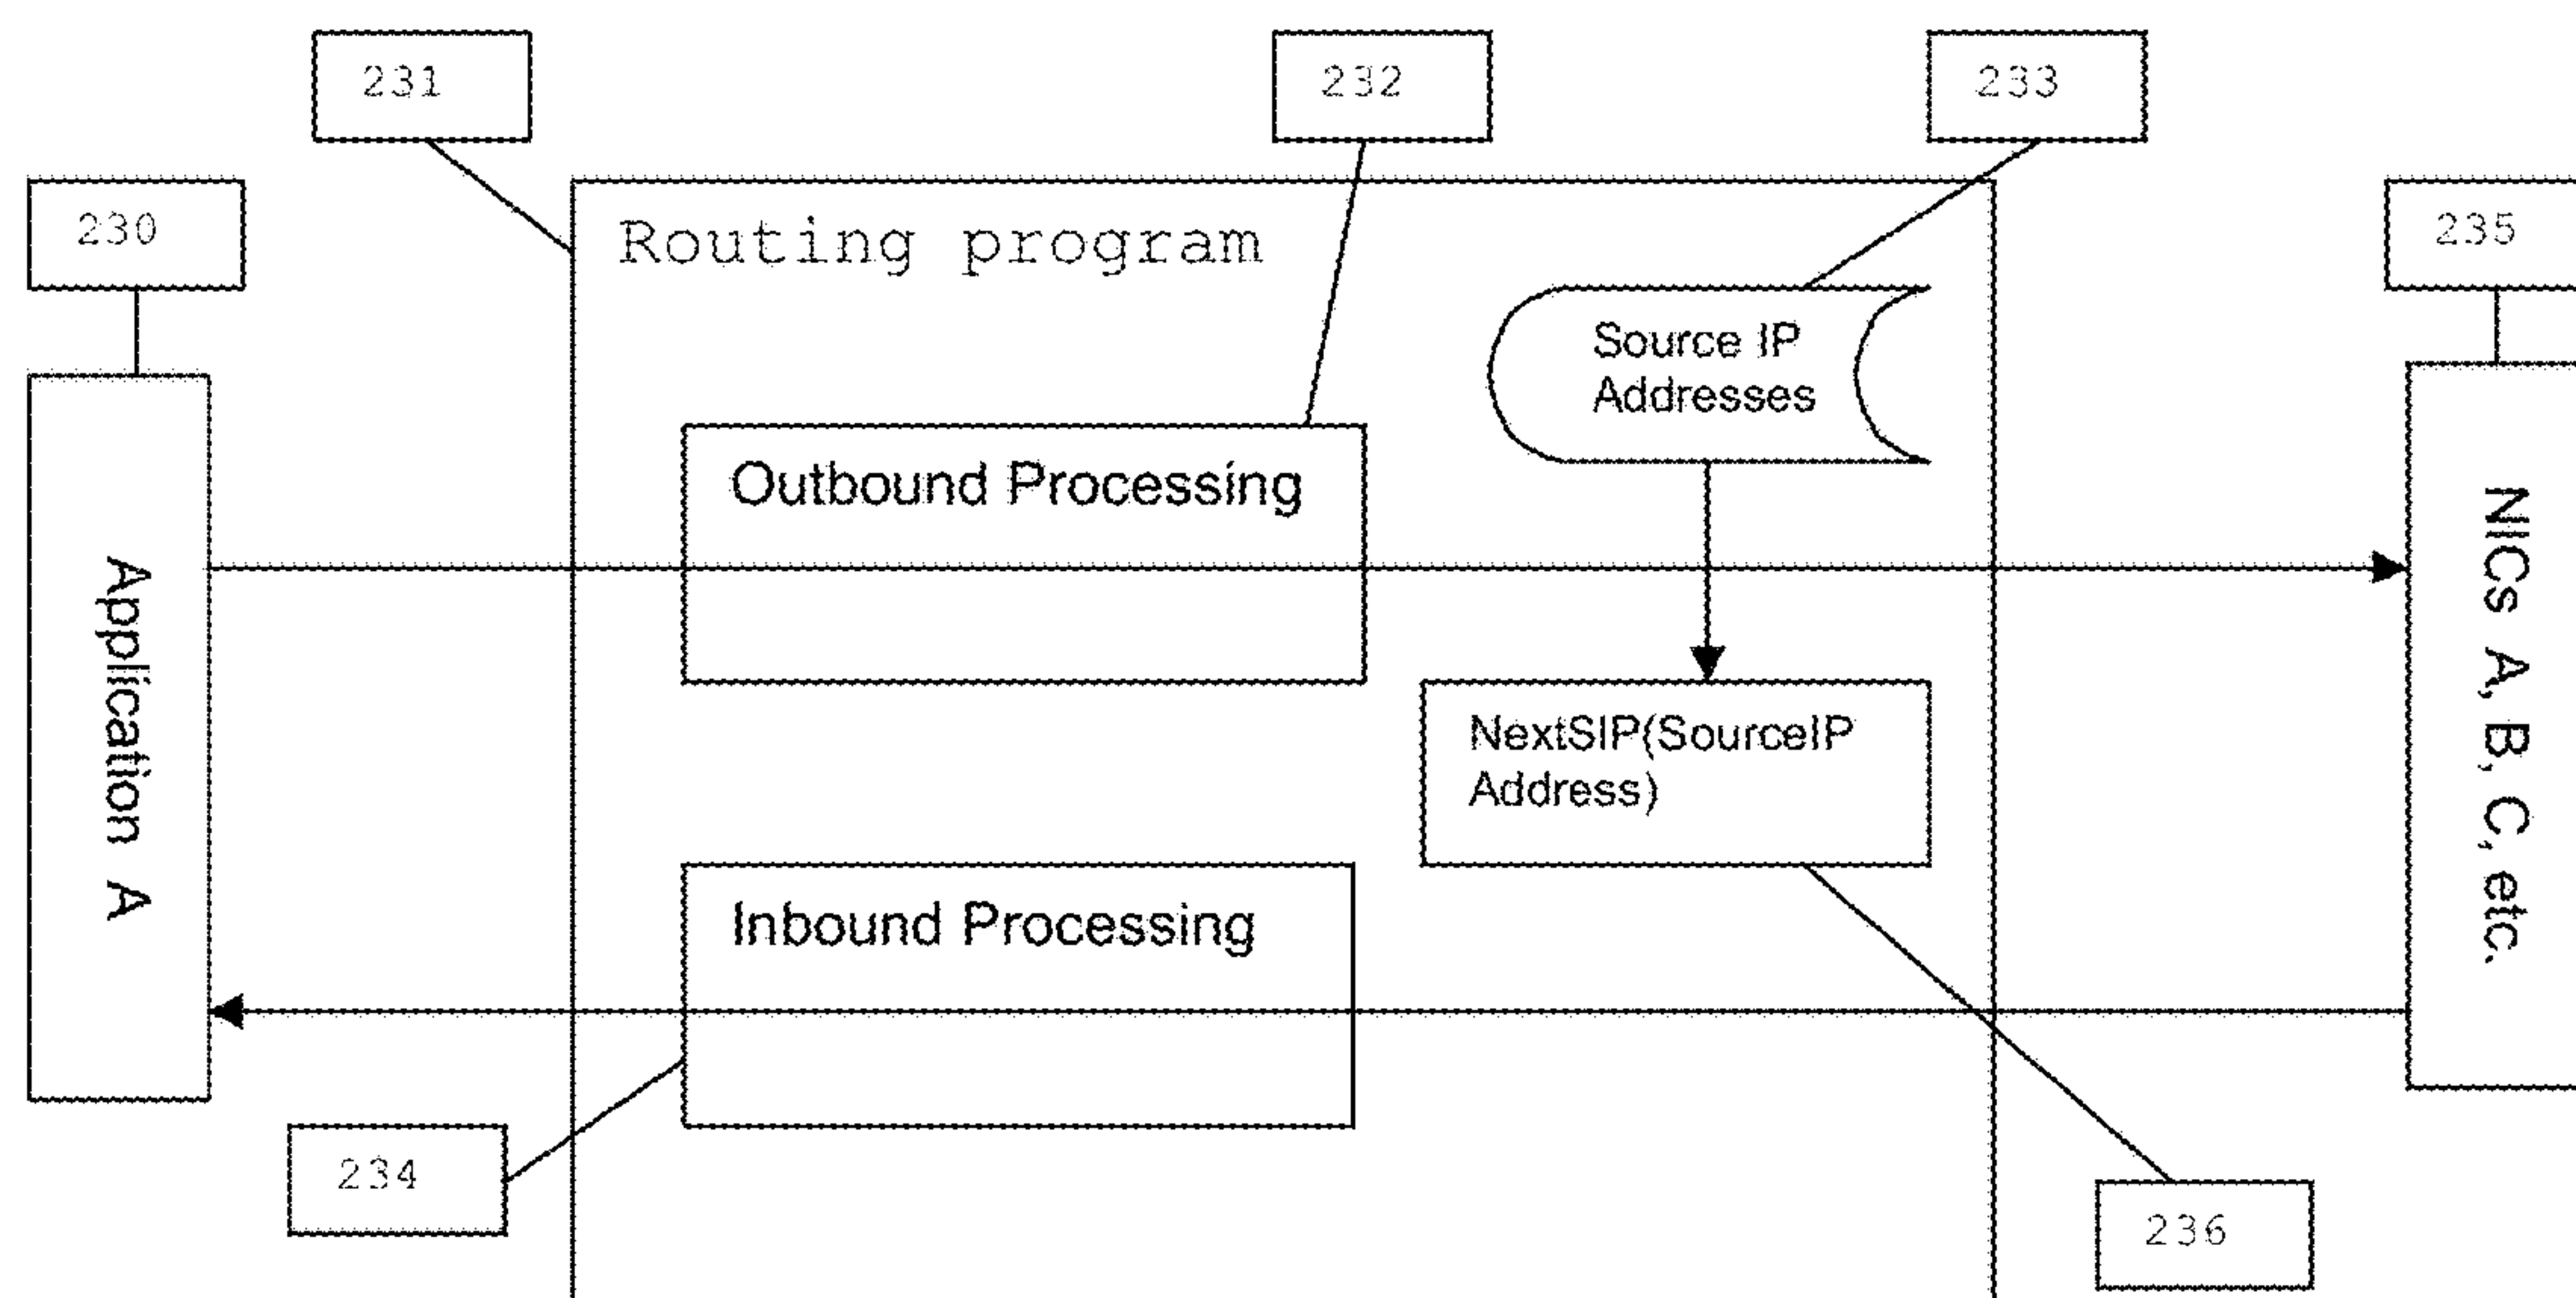 231
232
233
230
235
Routing program
Source IP
Addresses
Outbound Processing
Application A
NICs A, B, C, etc.
NextSIP(SourceIP
Address)
Inbound Processing
234
236